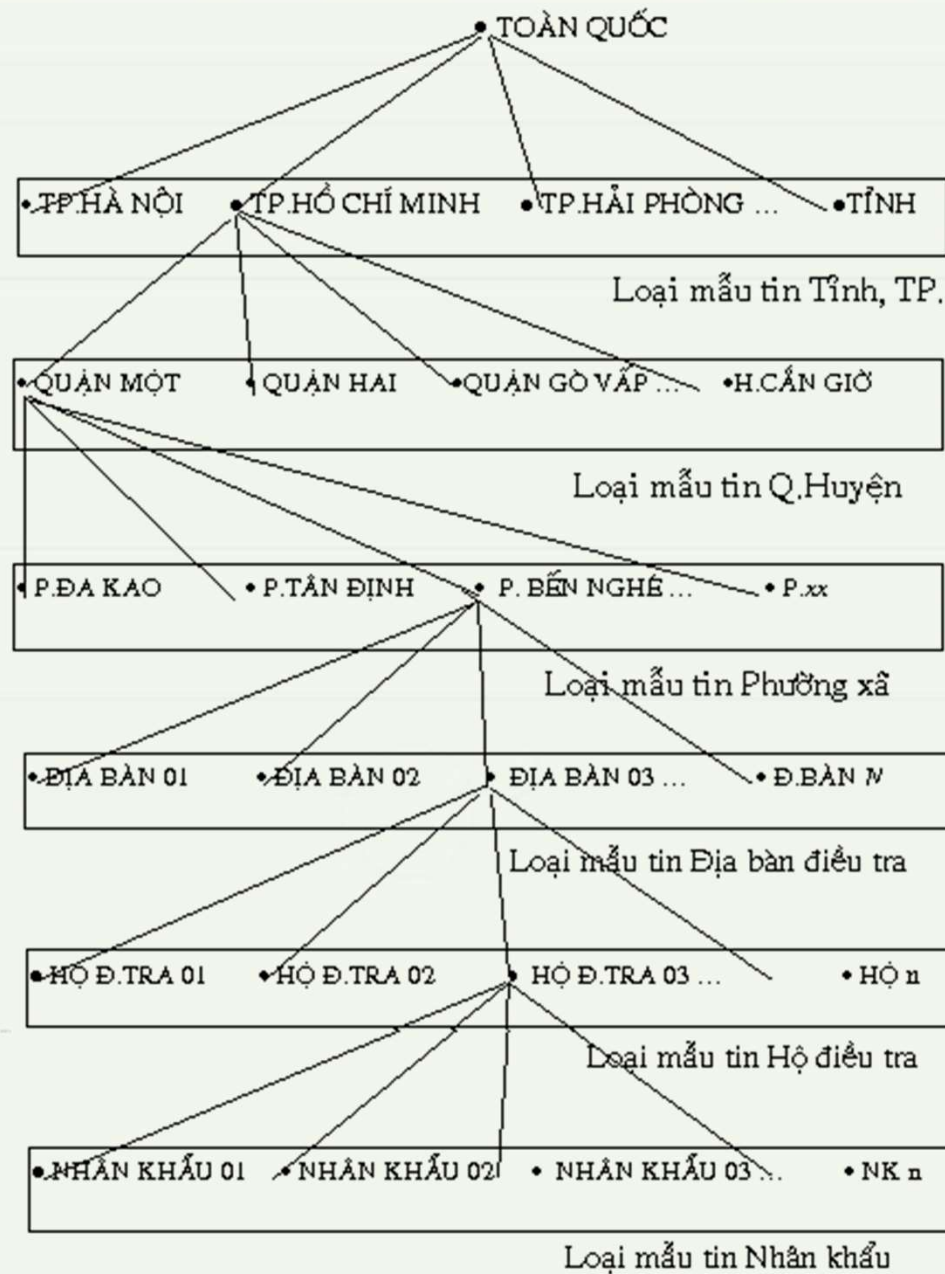 • TOÀN QUỐC
• TP.HÀ NỘI • TP.HỒ CHÍ MINH • TP.HẢI PHÒNG ... • TỈNH
Loại mẫu tin Tỉnh, TP.
• QUẬN MỘT • QUẬN HAI • QUẬN GÒ VẤP ... • H.CẦN GIỜ
Loại mẫu tin Q.Huyện
• P.ĐA KAO • P.TÂN ĐỊNH • P. BẾN NGHÉ ... • P.xx
Loại mẫu tin Phường xã
• ĐỊA BÀN 01 • ĐỊA BÀN 02 • ĐỊA BÀN 03 ... • Đ.BÀN N
Loại mẫu tin Địa bàn điều tra
• HỘ Đ.TRA 01 • HỘ Đ.TRA 02 • HỘ Đ.TRA 03 ... • HỘ n
Loại mẫu tin Hộ điều tra
• NHÂN KHẨU 01 • NHÂN KHẨU 02 • NHÂN KHẨU 03 ... • NK n
Loại mẫu tin Nhân khẩu